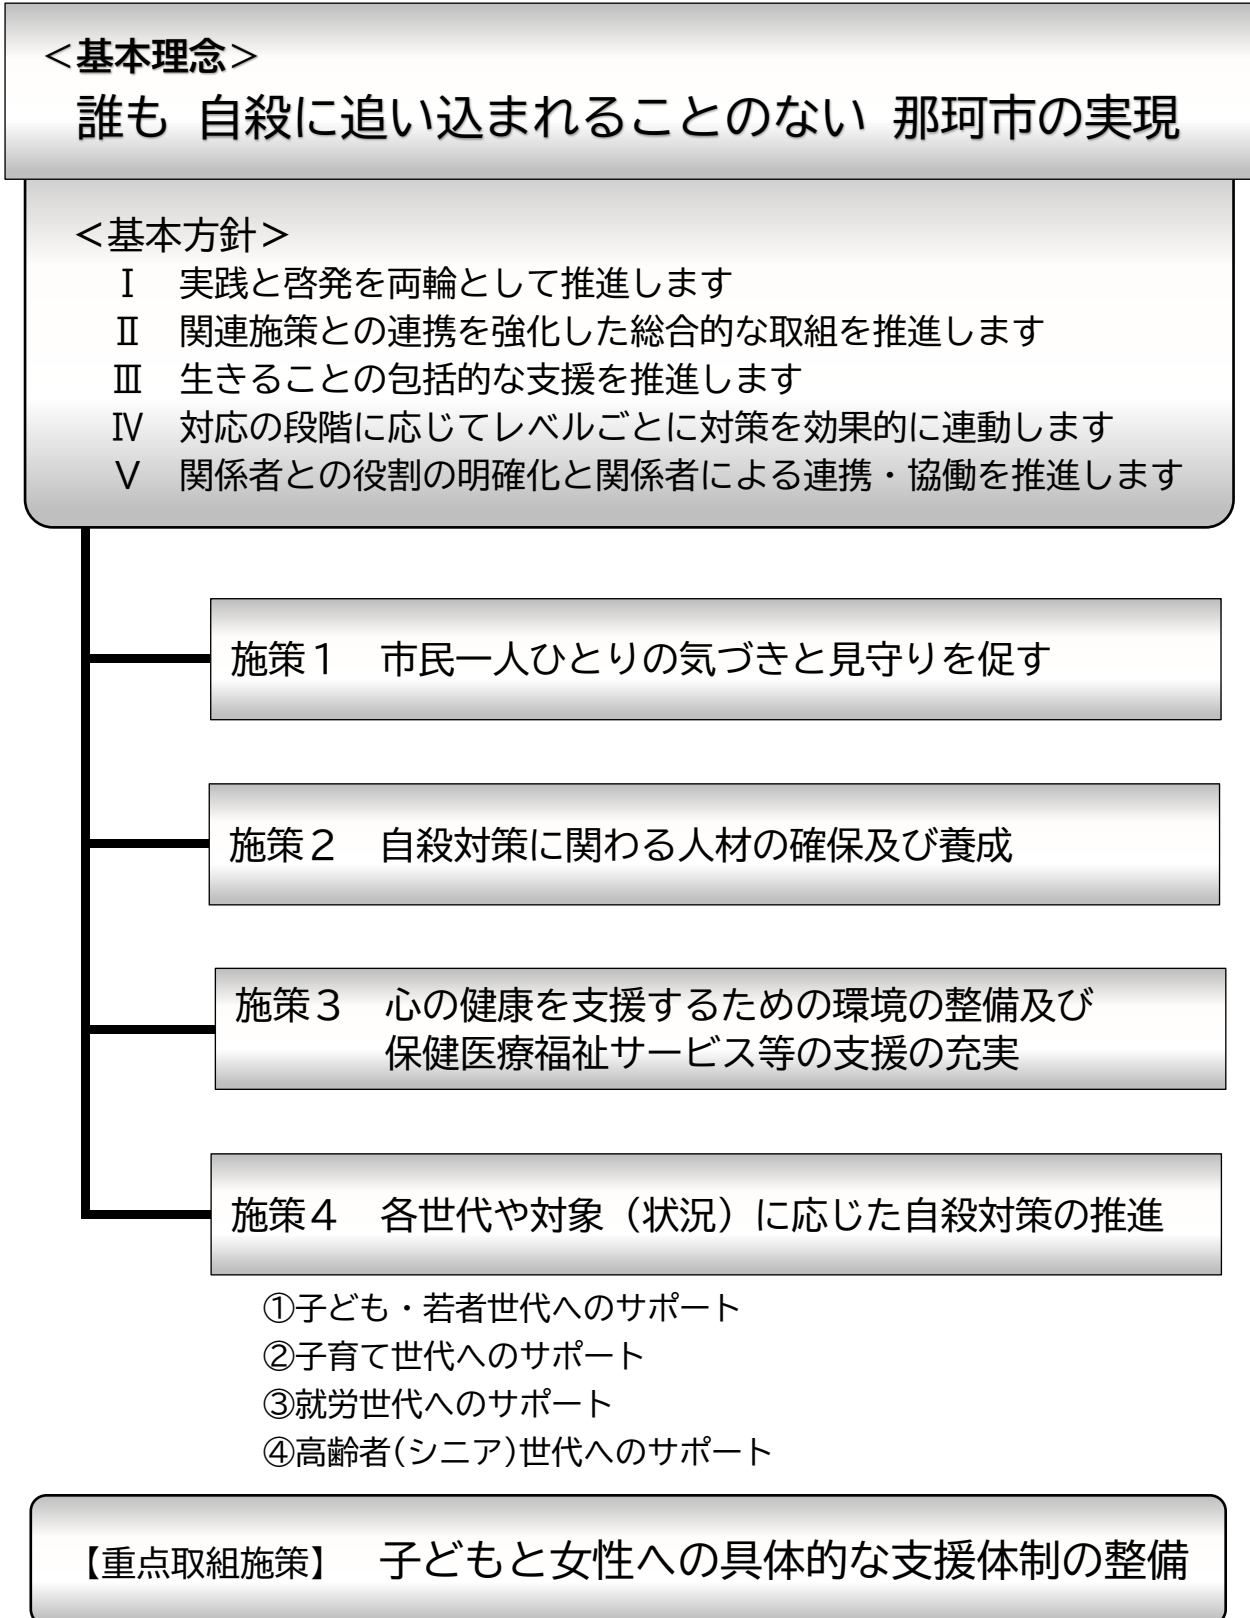 ＜基本理念＞
誰も 自殺に追い込まれることのない 那珂市の実現
＜基本方針＞
Ⅰ 実践と啓発を両輪として推進します
Ⅱ 関連施策との連携を強化した総合的な取組を推進します
Ⅲ 生きることの包括的な支援を推進します
Ⅳ 対応の段階に応じてレベルごとに対策を効果的に連動します
Ⅴ 関係者との役割の明確化と関係者による連携・協働を推進します
施策１ 市民一人ひとりの気づきと見守りを促す
施策２ 自殺対策に関わる人材の確保及び養成
施策３ 心の健康を支援するための環境の整備及び
保健医療福祉サービス等の支援の充実
施策４ 各世代や対象（状況）に応じた自殺対策の推進
①子ども・若者世代へのサポート
②子育て世代へのサポート
③就労世代へのサポート
④高齢者(シニア)世代へのサポート
【重点取組施策】 子どもと女性への具体的な支援体制の整備